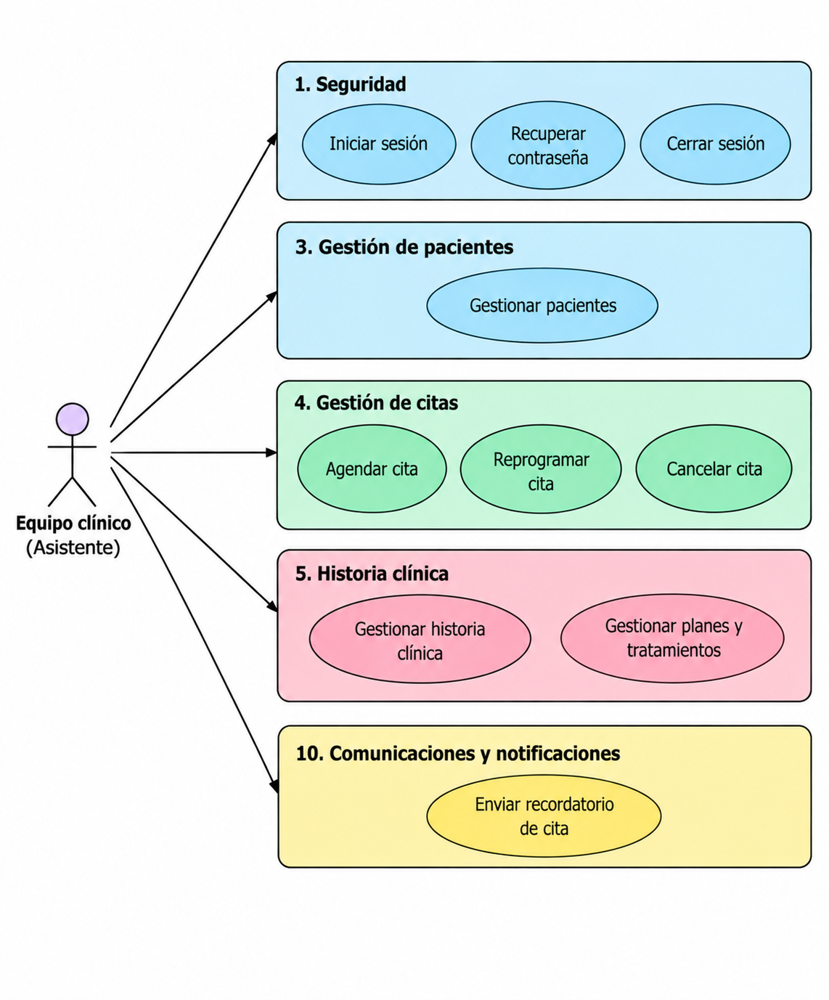 1. Seguridad
Iniciar sesión
Recuperar
contraseña
Cerrar sesión
3. Gestión de pacientes
Gestionar pacientes
4. Gestión de citas
Agendar cita
Reprogramar
cita
Cancelar cita
Equipo clínico
(Asistente)
5. Historia clínica
Gestionar historia
clínica
Gestionar planes y
tratamientos
10. Comunicaciones y notificaciones
Enviar recordatorio
de cita